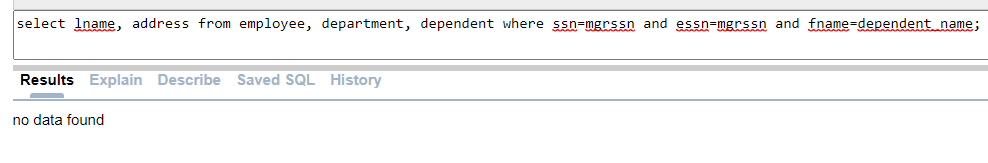 select lname, address from employee, department, dependent where ssn=mgrssn and essn=mgrssn and fname=dependent_name;
Results Explain Describe Saved SQL History
no data found